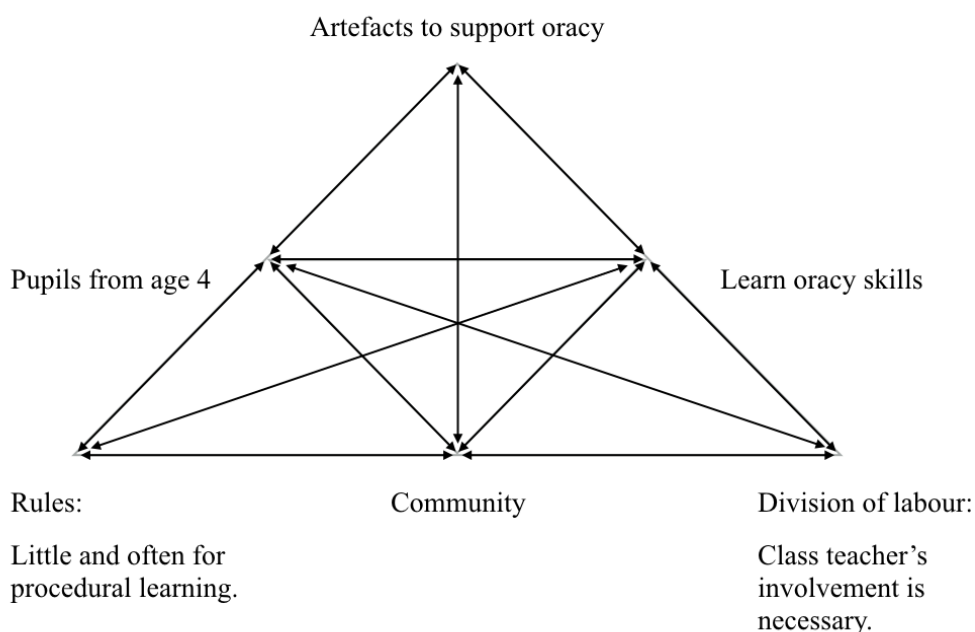 Artefacts to support oracy
Pupils from age 4
Learn oracy skills
Rules:
Little and often for
procedural learning.
Community
Division of labour:
Class teacher’s
involvement is
necessary.